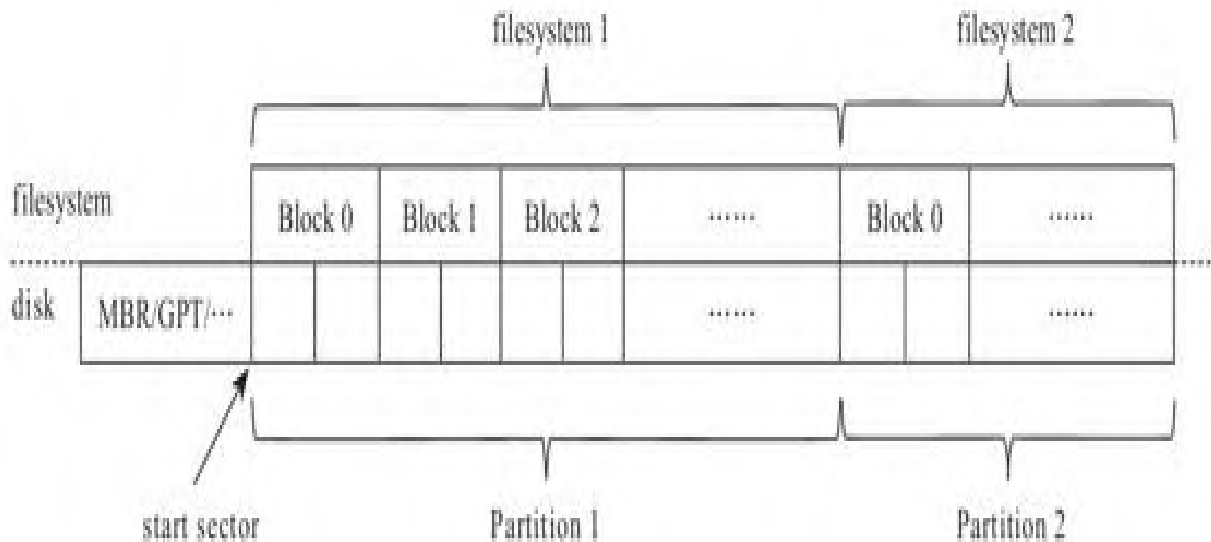 filesystem 1 filesystem 2
filesystem Block 0 Block 1 Block 2 ...... Block 0 ......
disk MBR/GPT/··· ...... ......
start sector Partition 1 Partition 2